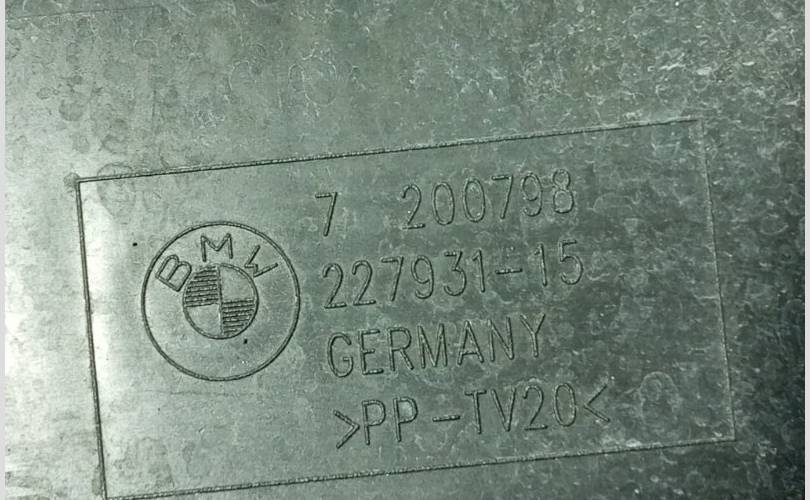 BMW
7 200798
227931-15
GERMANY
>PP-TV20<